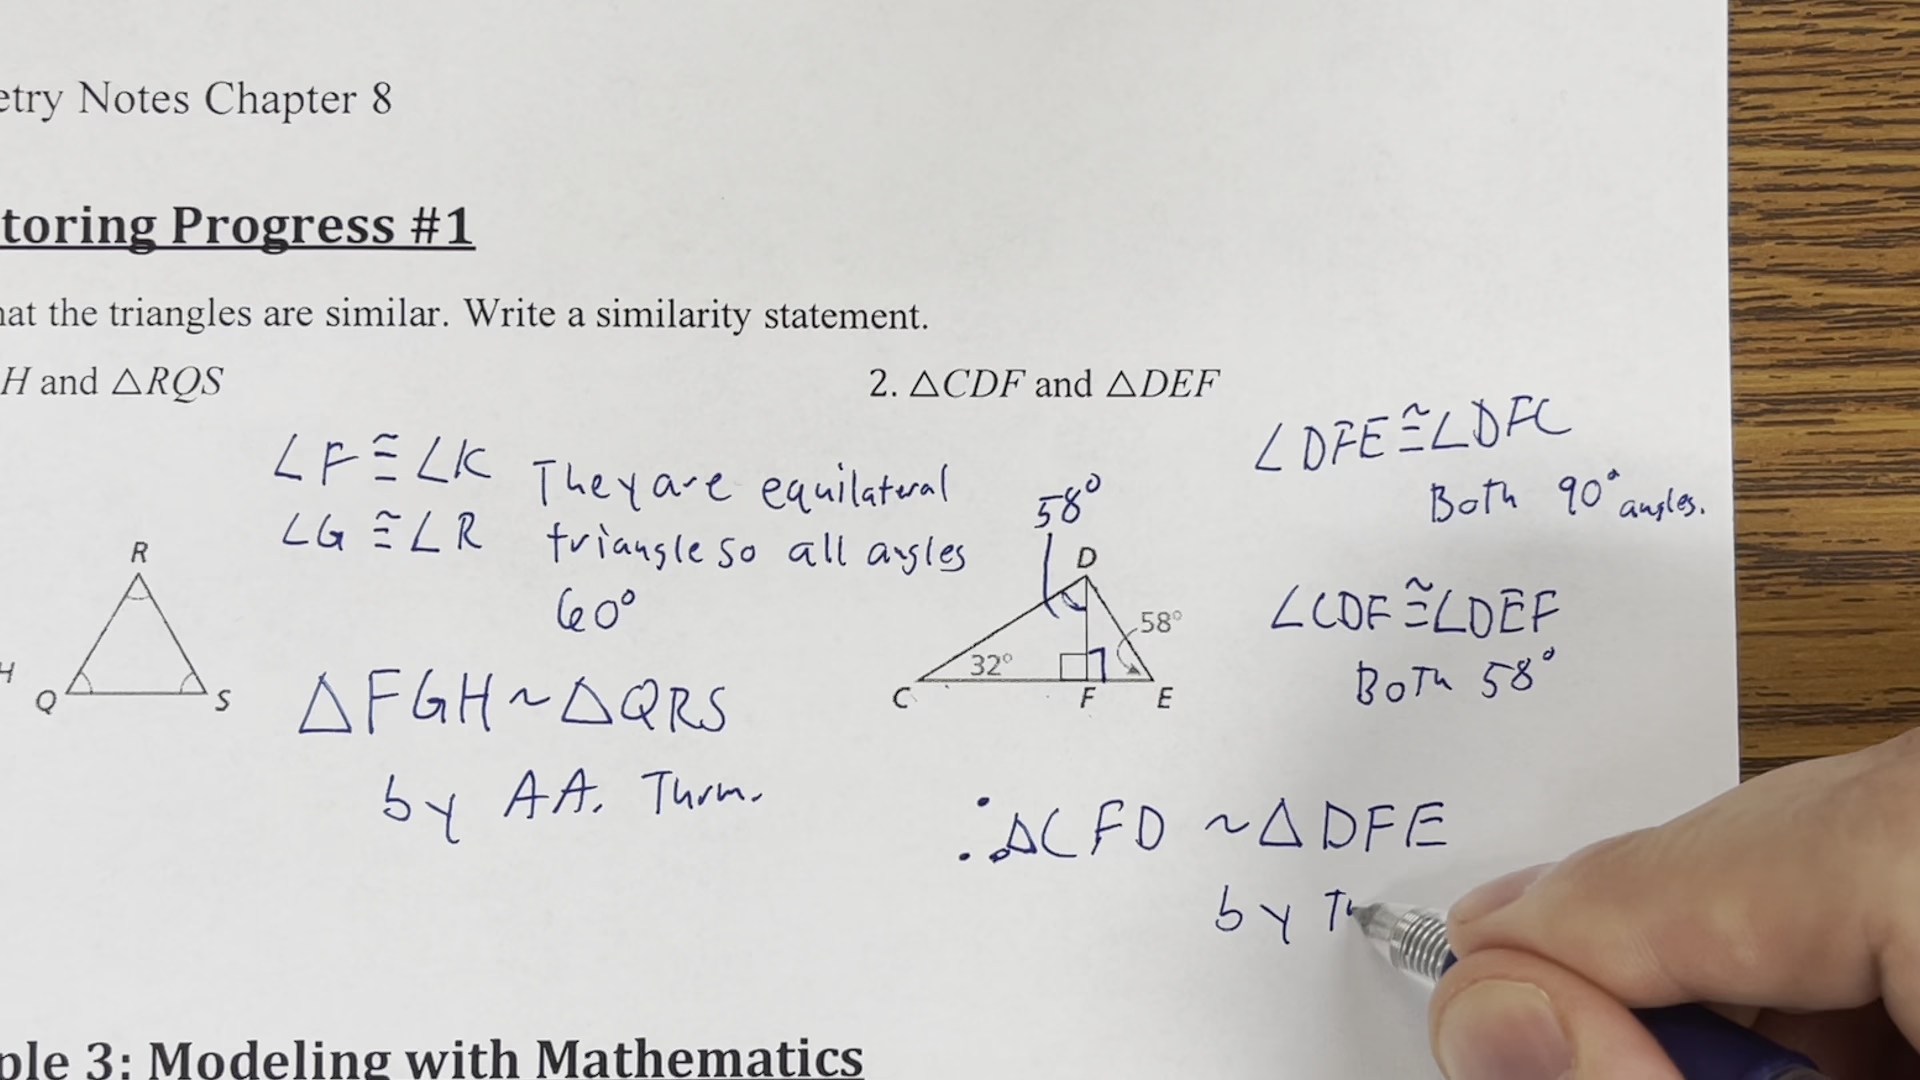 etry Notes Chapter 8
toring Progress #1
hat the triangles are similar. Write a similarity statement.
H and △RQS
2. △CDF and △DEF
∠F ≅ ∠K
∠G ≅ ∠R
They are equilateral
triangle so all angles
60°
△FGH ~ △QRS
by AA. Thrm.
R
Q
S
H
58°
D
58°
32°
C
F
E
∠DFE ≅ ∠DFC
Both 90° angles.
∠CDF ≅ ∠DEF
Both 58°
∴ △CFD ~ △DFE
by
ple 3: Modeling with Mathematics